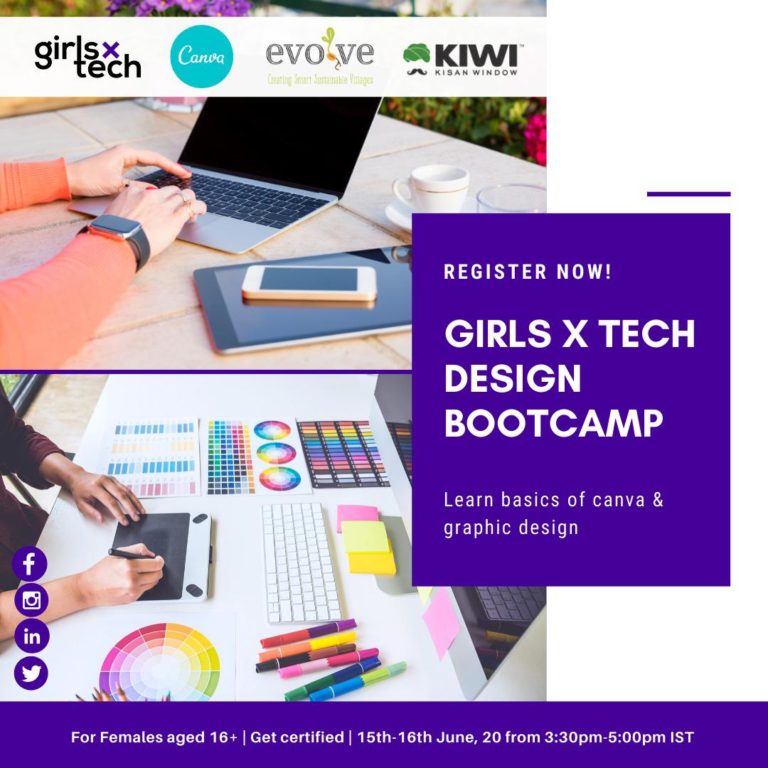 girls x tech
Canva
evolve
Creating Smart Sustainable Villages
KIWI™
KISAN WINDOW
REGISTER NOW!
GIRLS X TECH
DESIGN
BOOTCAMP
Learn basics of canva &
graphic design
For Females aged 16+ | Get certified | 15th-16th June, 20 from 3:30pm-5:00pm IST